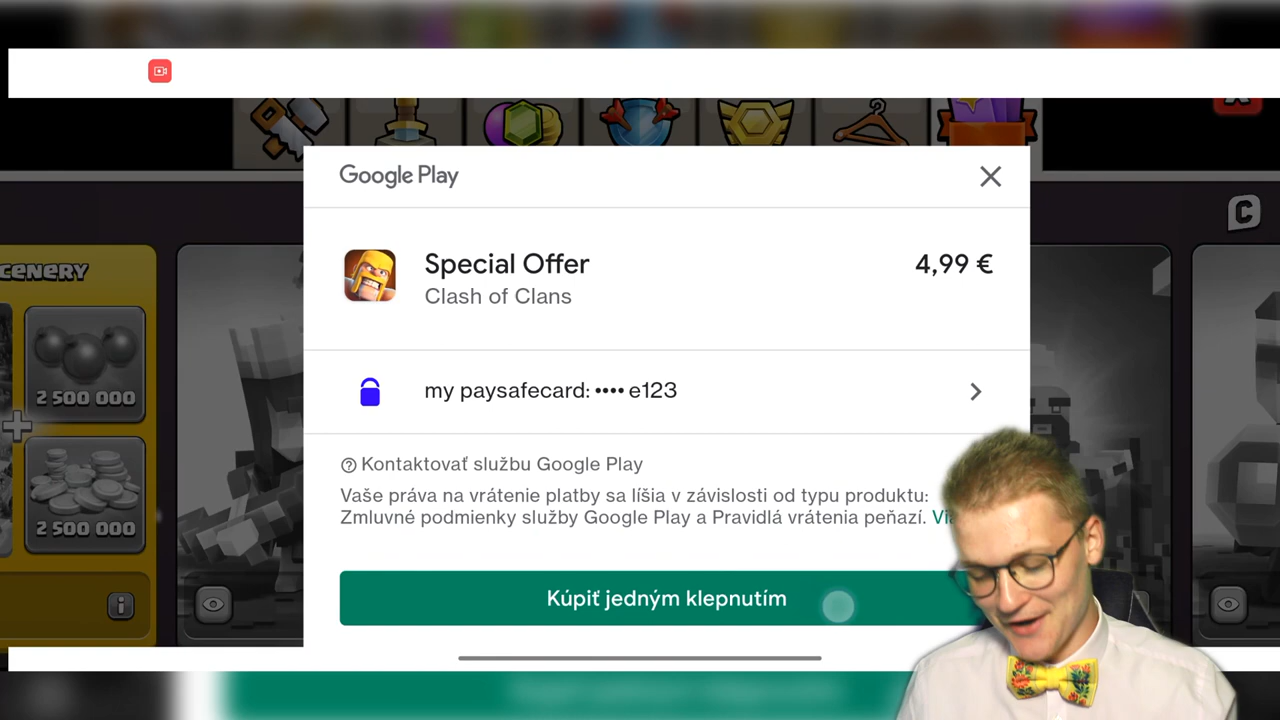 Google Play
Special Offer
4,99 €
Clash of Clans
my paysafecard: •••• e123
Kontaktovať službu Google Play
Vaše práva na vrátenie platby sa líšia v závislosti od typu produktu:
Zmluvné podmienky služby Google Play a Pravidlá vrátenia peňazí.
Kúpiť jedným klepnutím
CENERY
2 500 000
+
2 500 000
i
C